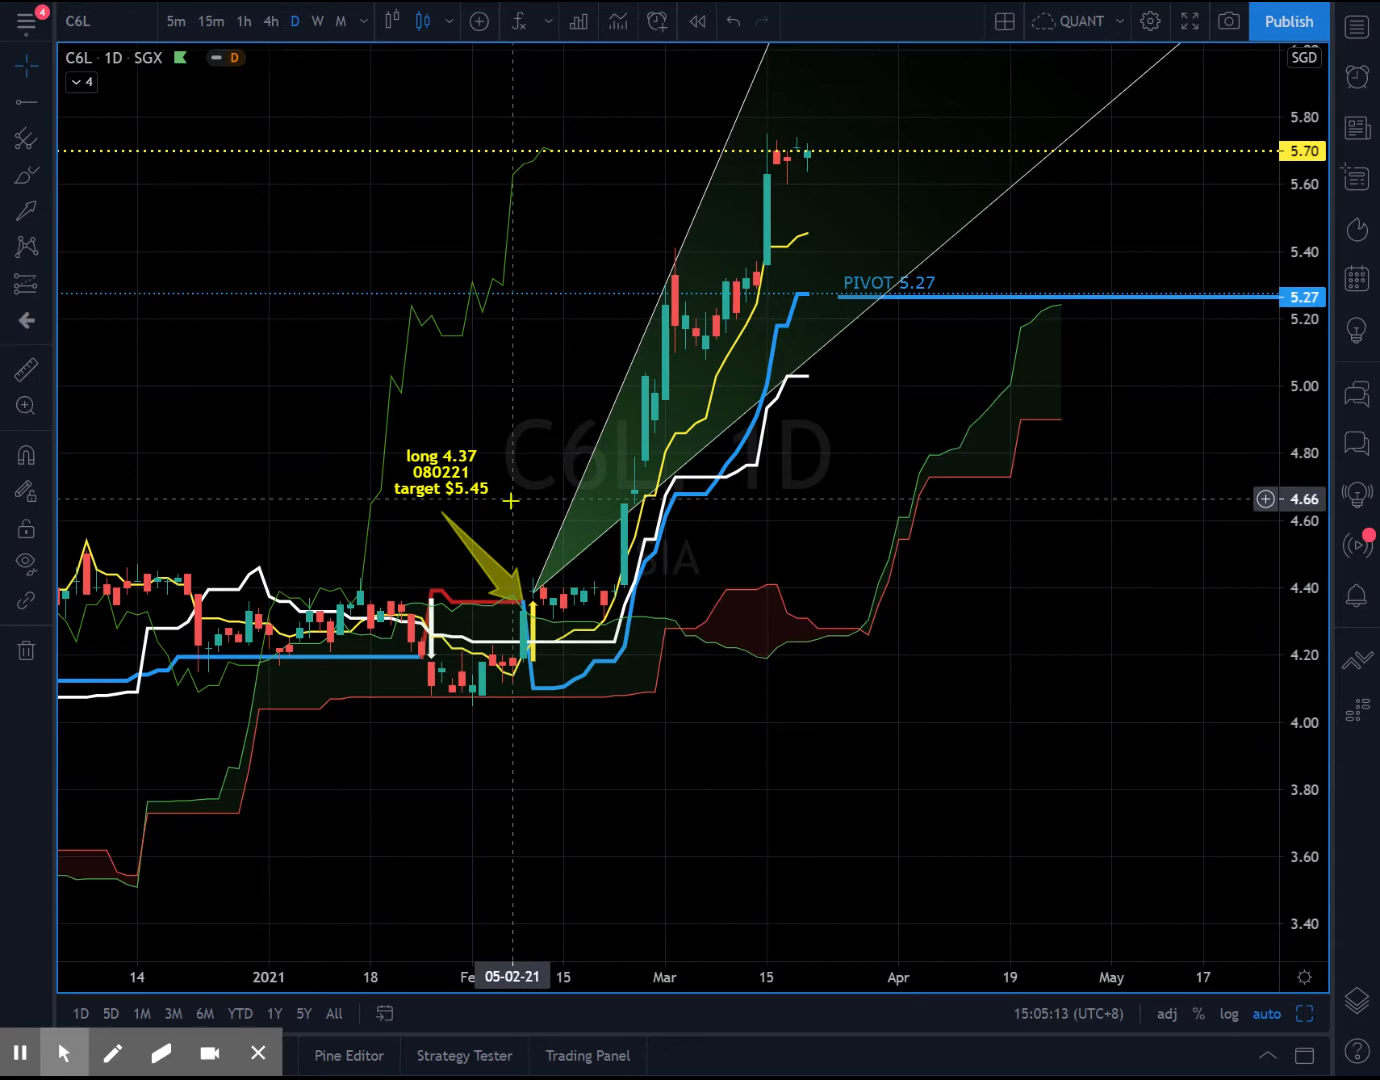 4
C6L
5m 15m 1h 4h D W M
QUANT
Publish
C6L · 1D · SGX
D
4
SGD
5.80
5.70
5.60
5.40
PIVOT 5.27
5.27
5.20
5.00
C6L, 1D
4.80
long 4.37
080221
target $5.45
4.66
4.60
4.40
4.20
4.00
3.80
3.60
3.40
14 2021 18 05-02-21 15 Mar 15 Apr 19 May 17
1D 5D 1M 3M 6M YTD 1Y 5Y All
15:05:13 (UTC+8) adj % log auto
Pine Editor Strategy Tester Trading Panel